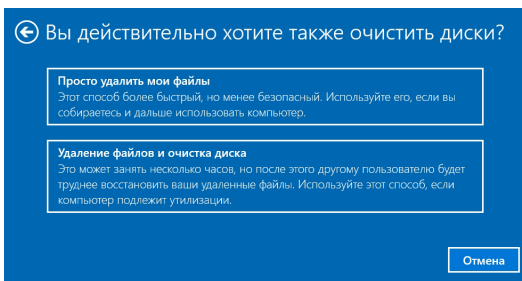 Вы действительно хотите также очистить диски?
Просто удалить мои файлы
Этот способ более быстрый, но менее безопасный. Используйте его, если вы
собираетесь и дальше использовать компьютер.
Удаление файлов и очистка диска
Это может занять несколько часов, но после этого другому пользователю будет
труднее восстановить ваши удаленные файлы. Используйте этот способ, если
компьютер подлежит утилизации.
Отмена